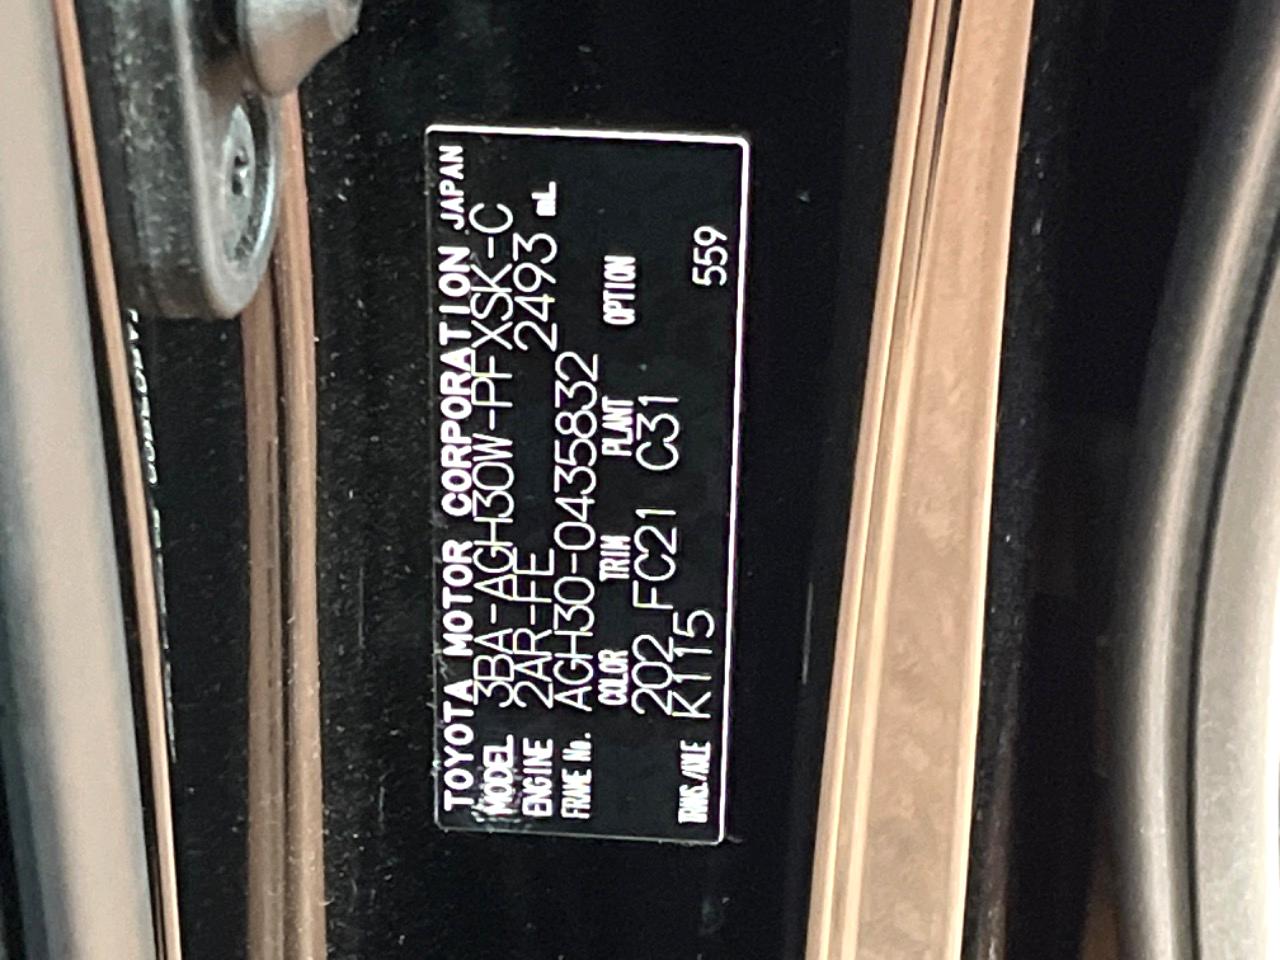 TOYOTA MOTOR CORPORATION JAPAN
MODEL 3BA-AGH30W-PFXSK-C
ENGINE 2AR-FE 2493 mL
FRAME No. AGH30-0435832
COLOR TRIM PLANT OPTION
202 FC21 C31
TRANS./AXLE K115 559